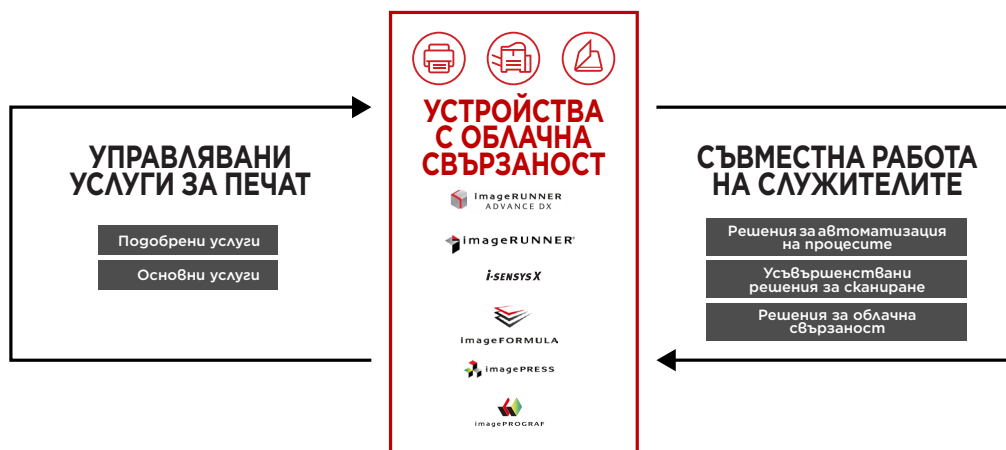 УПРАВЛЯВАНИ
УСЛУГИ ЗА ПЕЧАТ
Подобрени услуги
Основни услуги
УСТРОЙСТВА
С ОБЛАЧНА
СВЪРЗАНОСТ
imageRUNNER
ADVANCE DX
imageRUNNER®
i-SENSYS X
imageFORMULA
imagePRESS
imagePROGRAF
СЪВМЕСТНА РАБОТА
НА СЛУЖИТЕЛИТЕ
Решения за автоматизация
на процесите
Усъвършенствани
решения за сканиране
Решения за облачна
свързаност